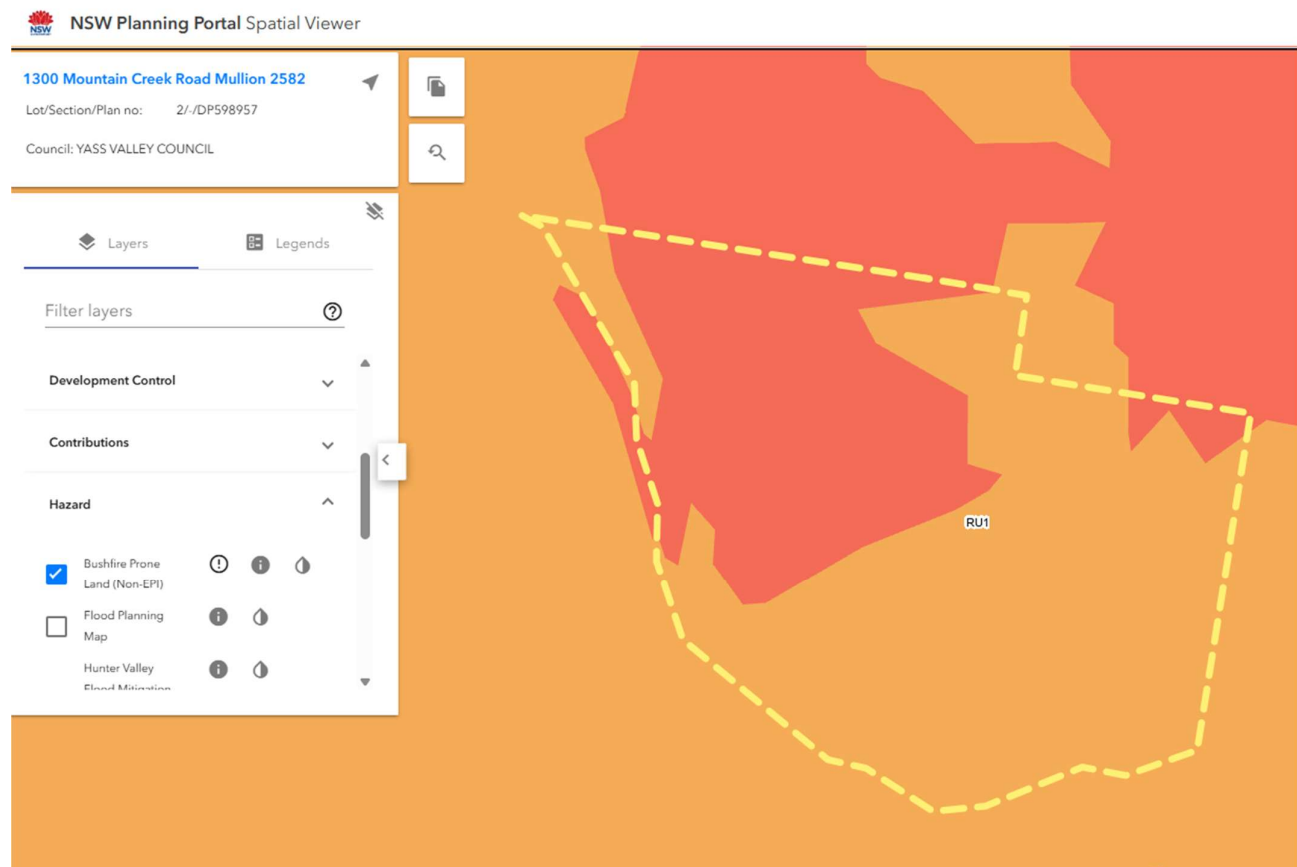 NSW
NSW Planning Portal Spatial Viewer
1300 Mountain Creek Road Mullion 2582
Lot/Section/Plan no: 2/-/DP598957
Council: YASS VALLEY COUNCIL
Layers
Legends
Filter layers
Development Control
Contributions
Hazard
Bushfire Prone
Land (Non-EPI)
Flood Planning
Map
Hunter Valley
Flood Mitigation
RU1